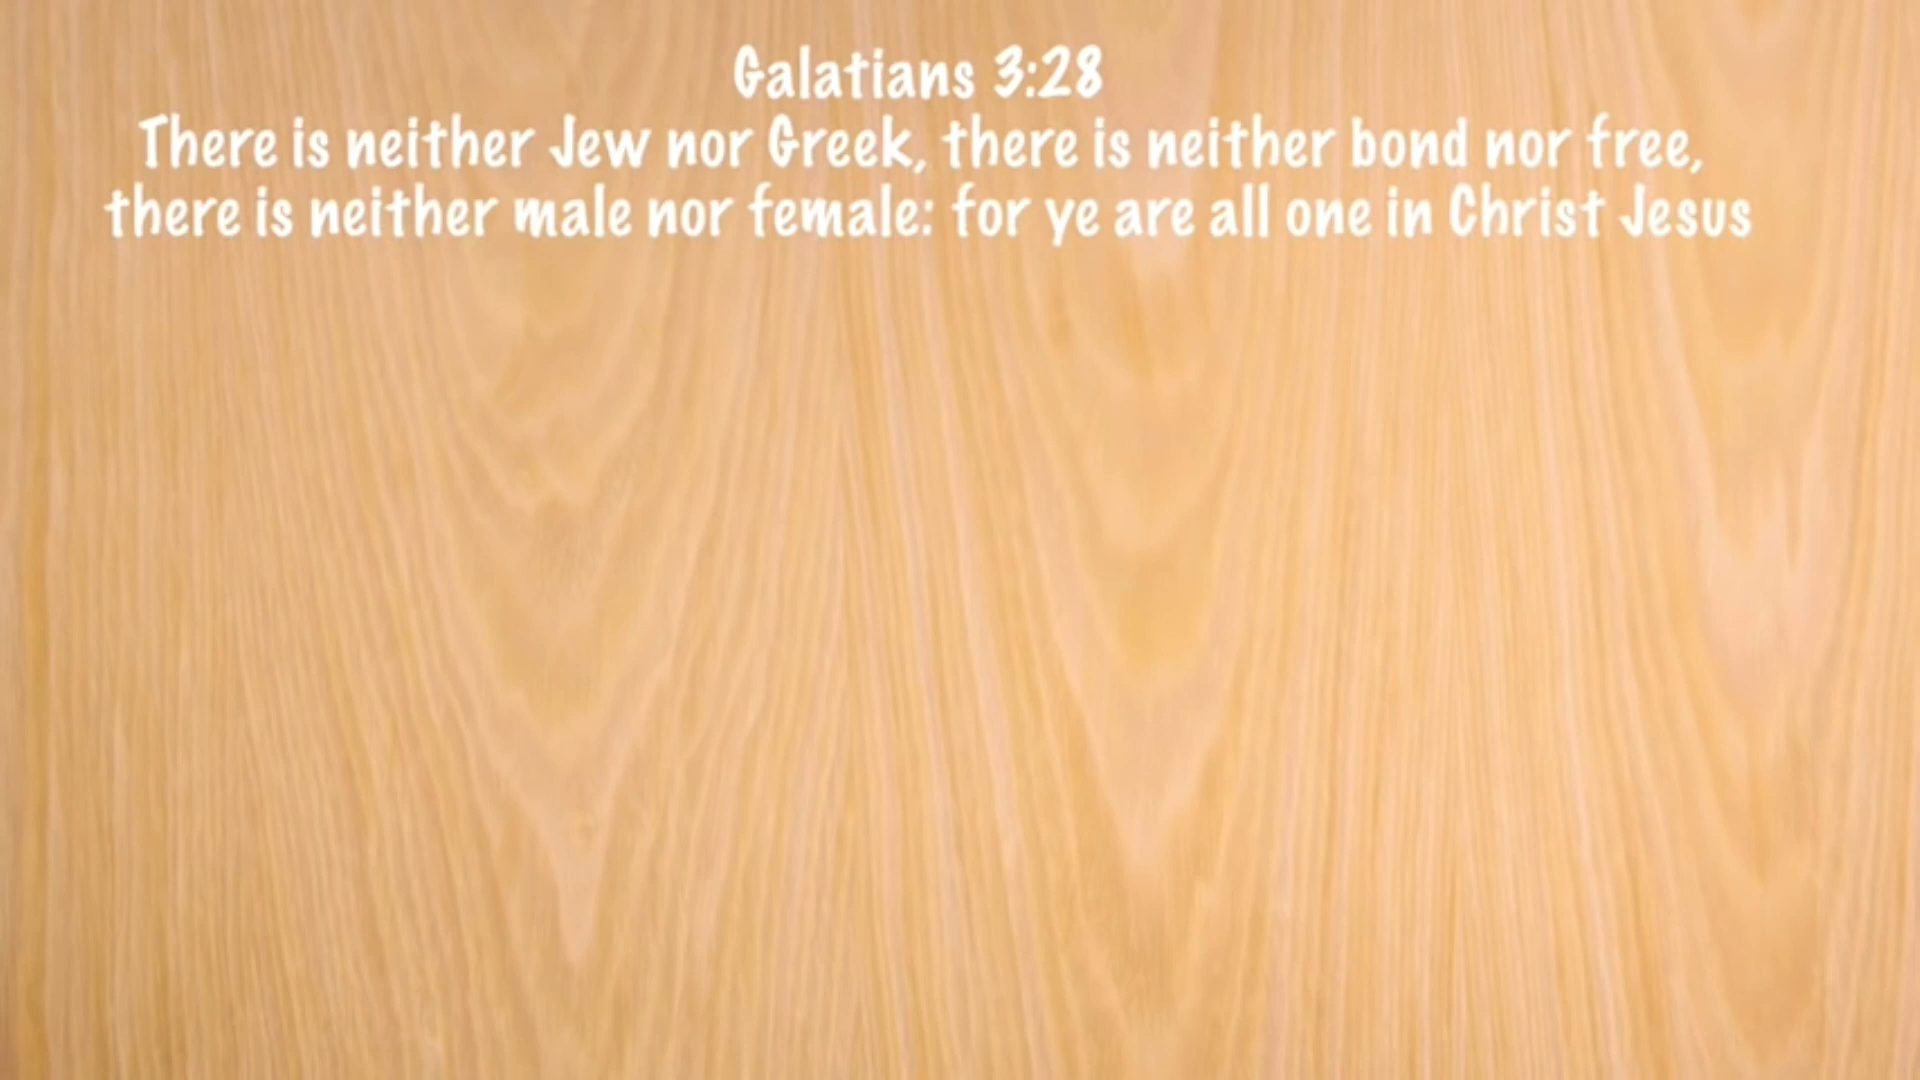 Galatians 3:28
There is neither Jew nor Greek, there is neither bond nor free,
there is neither male nor female: for ye are all one in Christ Jesus